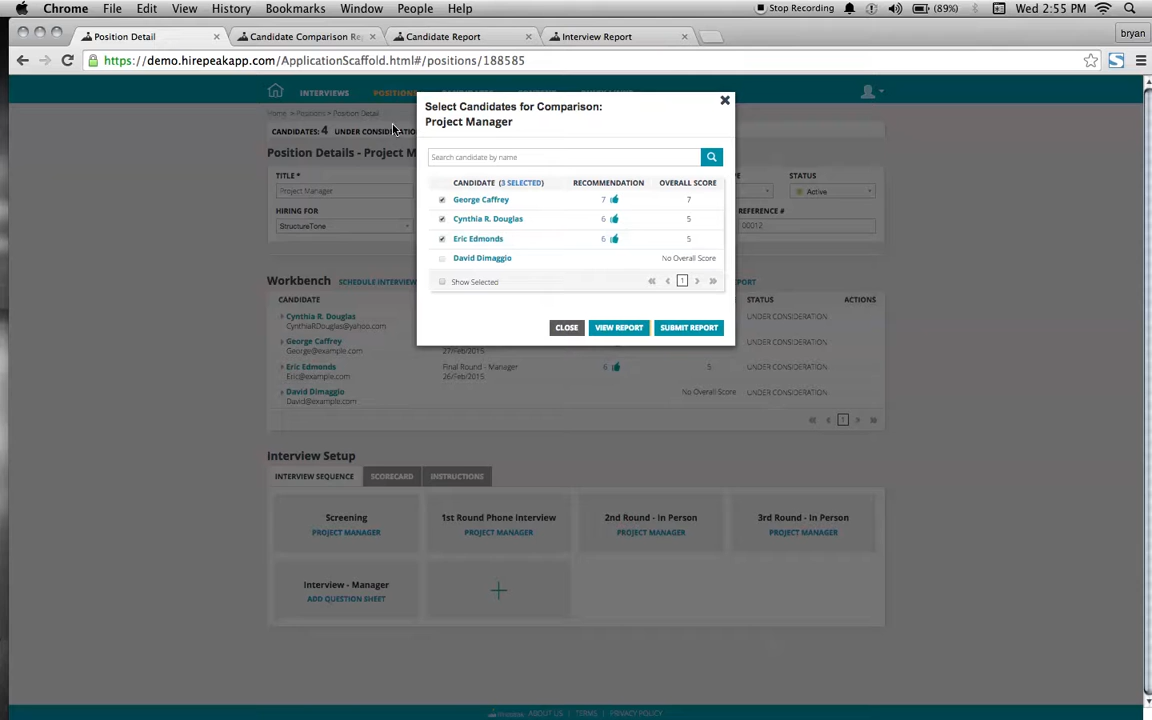 Chrome File Edit View History Bookmarks Window People Help Stop Recording (89%) Wed 2:55 PM
Position Detail Candidate Comparison Re Candidate Report Interview Report bryan
https://demo.hirepeakapp.com/ApplicationScaffold.html#/positions/188585
INTERVIEWS POSITIONS
Home > Positions > Position Detail
CANDIDATES: 4 UNDER CONSIDERATIO
Position Details - Project M
TITLE * STATUS
Project Manager Active
HIRING FOR REFERENCE #
StructureTone 00012
Select Candidates for Comparison:
Project Manager
Search candidate by name
CANDIDATE (3 SELECTED) RECOMMENDATION OVERALL SCORE
George Caffrey 7 7
Cynthia R. Douglas 6 5
Eric Edmonds 6 5
David Dimaggio No Overall Score
Show Selected « ‹ 1 › »
CLOSE VIEW REPORT SUBMIT REPORT
Workbench SCHEDULE INTERVIEW PORT
CANDIDATE STATUS ACTIONS
Cynthia R. Douglas UNDER CONSIDERATION
CynthiaRDouglas@yahoo.com
George Caffrey UNDER CONSIDERATION
George@example.com 27/Feb/2015
Eric Edmonds Final Round - Manager 6 5 UNDER CONSIDERATION
Eric@example.com 26/Feb/2015
David Dimaggio No Overall Score UNDER CONSIDERATION
David@example.com
« ‹ 1 › »
Interview Setup
INTERVIEW SEQUENCE SCORECARD INSTRUCTIONS
Screening 1st Round Phone Interview 2nd Round - In Person 3rd Round - In Person
PROJECT MANAGER PROJECT MANAGER PROJECT MANAGER PROJECT MANAGER
Interview - Manager
ADD QUESTION SHEET
ABOUT US | TERMS | PRIVACY POLICY